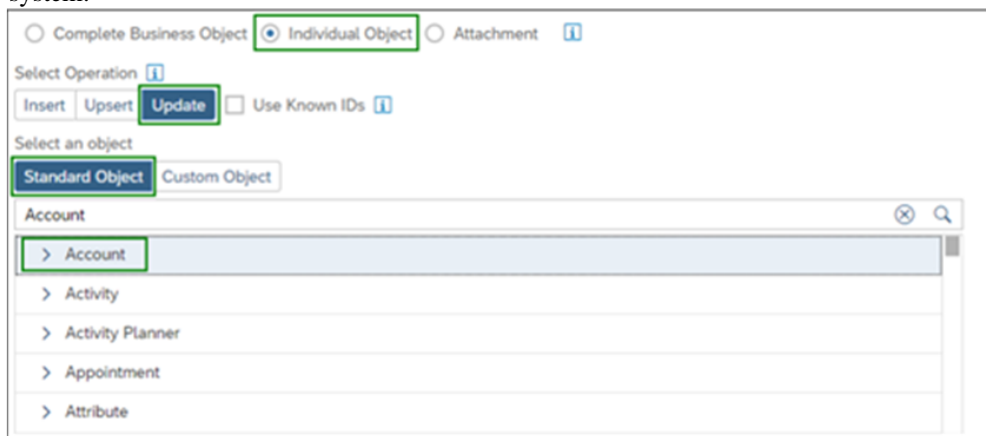 system.
Complete Business Object Individual Object Attachment i
Select Operation i
Insert Upsert Update Use Known IDs i
Select an object
Standard Object Custom Object
Account
> Account
> Activity
> Activity Planner
> Appointment
> Attribute